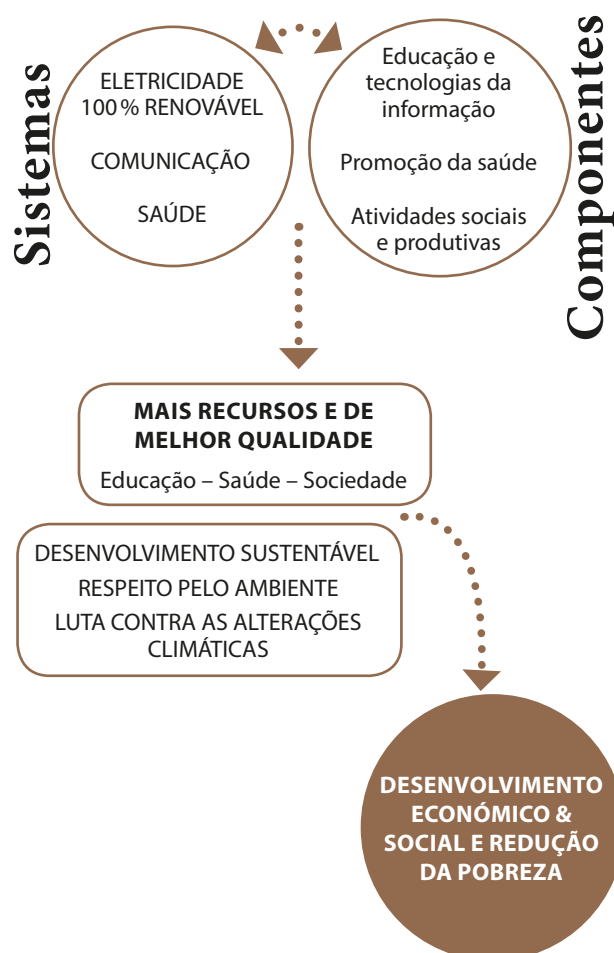 Sistemas
ELETRICIDADE
100% RENOVÁVEL
COMUNICAÇÃO
SAÚDE
Educação e
tecnologias da
informação
Promoção da saúde
Atividades sociais
e produtivas
Componentes
MAIS RECURSOS E DE
MELHOR QUALIDADE
Educação – Saúde – Sociedade
DESENVOLVIMENTO SUSTENTÁVEL
RESPEITO PELO AMBIENTE
LUTA CONTRA AS ALTERAÇÕES
CLIMÁTICAS
DESENVOLVIMENTO
ECONÓMICO &
SOCIAL E REDUÇÃO
DA POBREZA